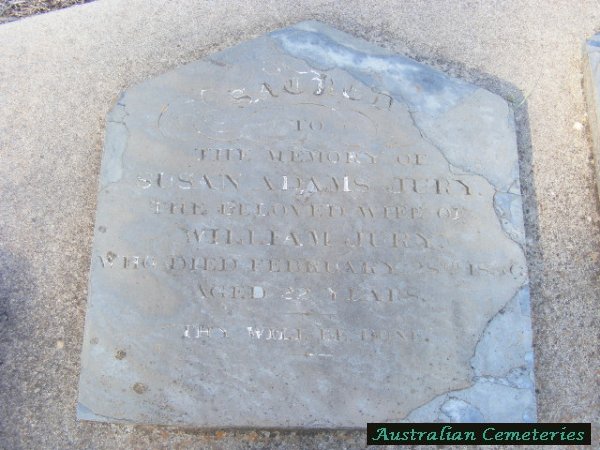 SACRED
TO
THE MEMORY OF
SUSAN ADAMS JURY.
THE BELOVED WIFE OF
WILLIAM JURY.
WHO DIED FEBRUARY
AGED 22 YEARS.
THY WILL BE DONE.
Australian Cemeteries